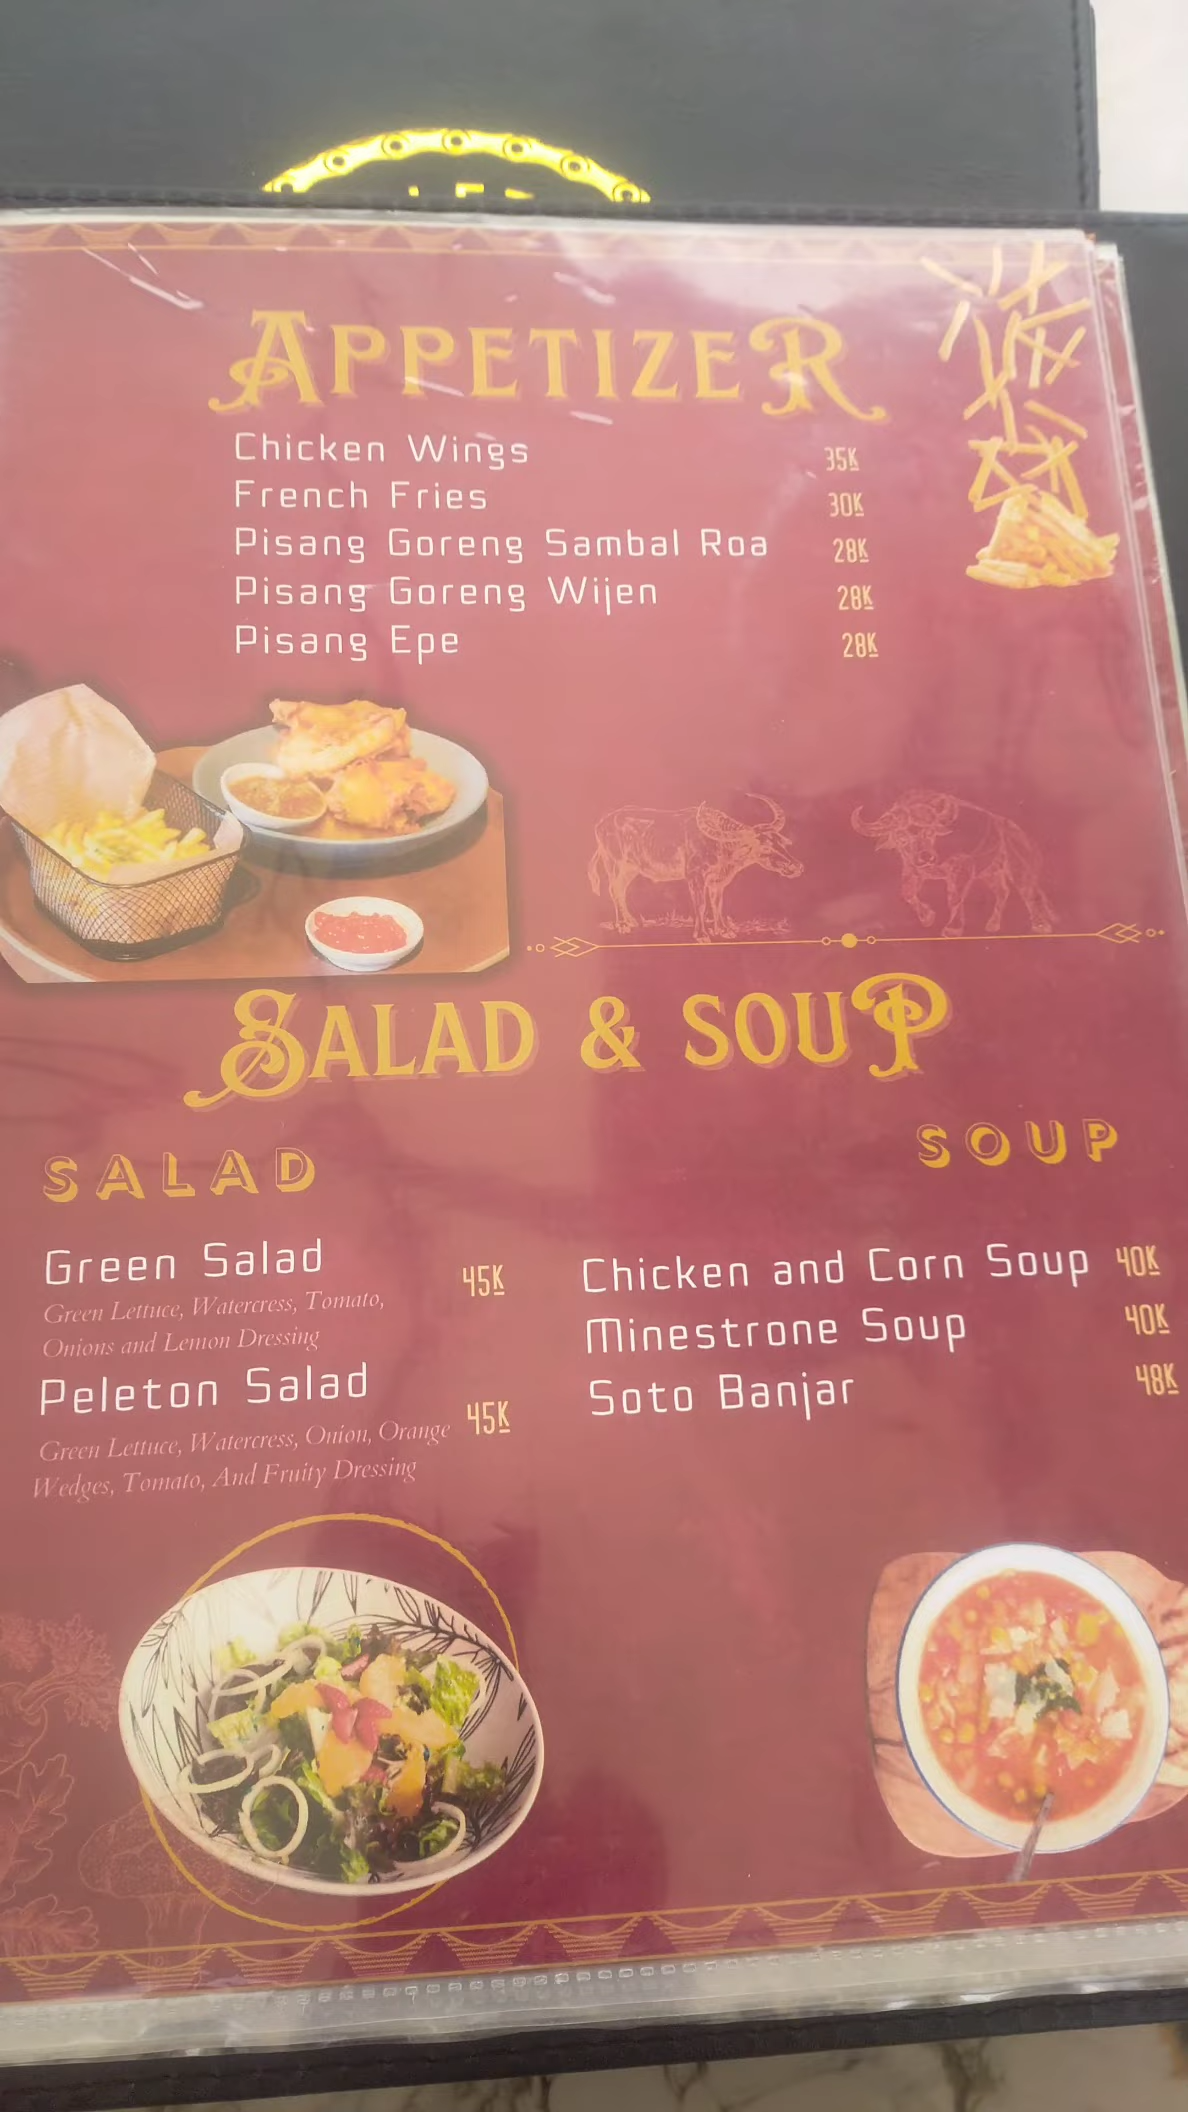 APPETIZER
Chicken Wings 35K
French Fries 30K
Pisang Goreng Sambal Roa 28K
Pisang Goreng Wijen 28K
Pisang Epe 28K
SALAD & SOUP
SALAD
Green Salad 45K
Green Lettuce, Watercress, Tomato,
Onions and Lemon Dressing
Peleton Salad 45K
Green Lettuce, Watercress, Onion, Orange
Wedges, Tomato, And Fruity Dressing
SOUP
Chicken and Corn Soup 40K
Minestrone Soup 40K
Soto Banjar 48K